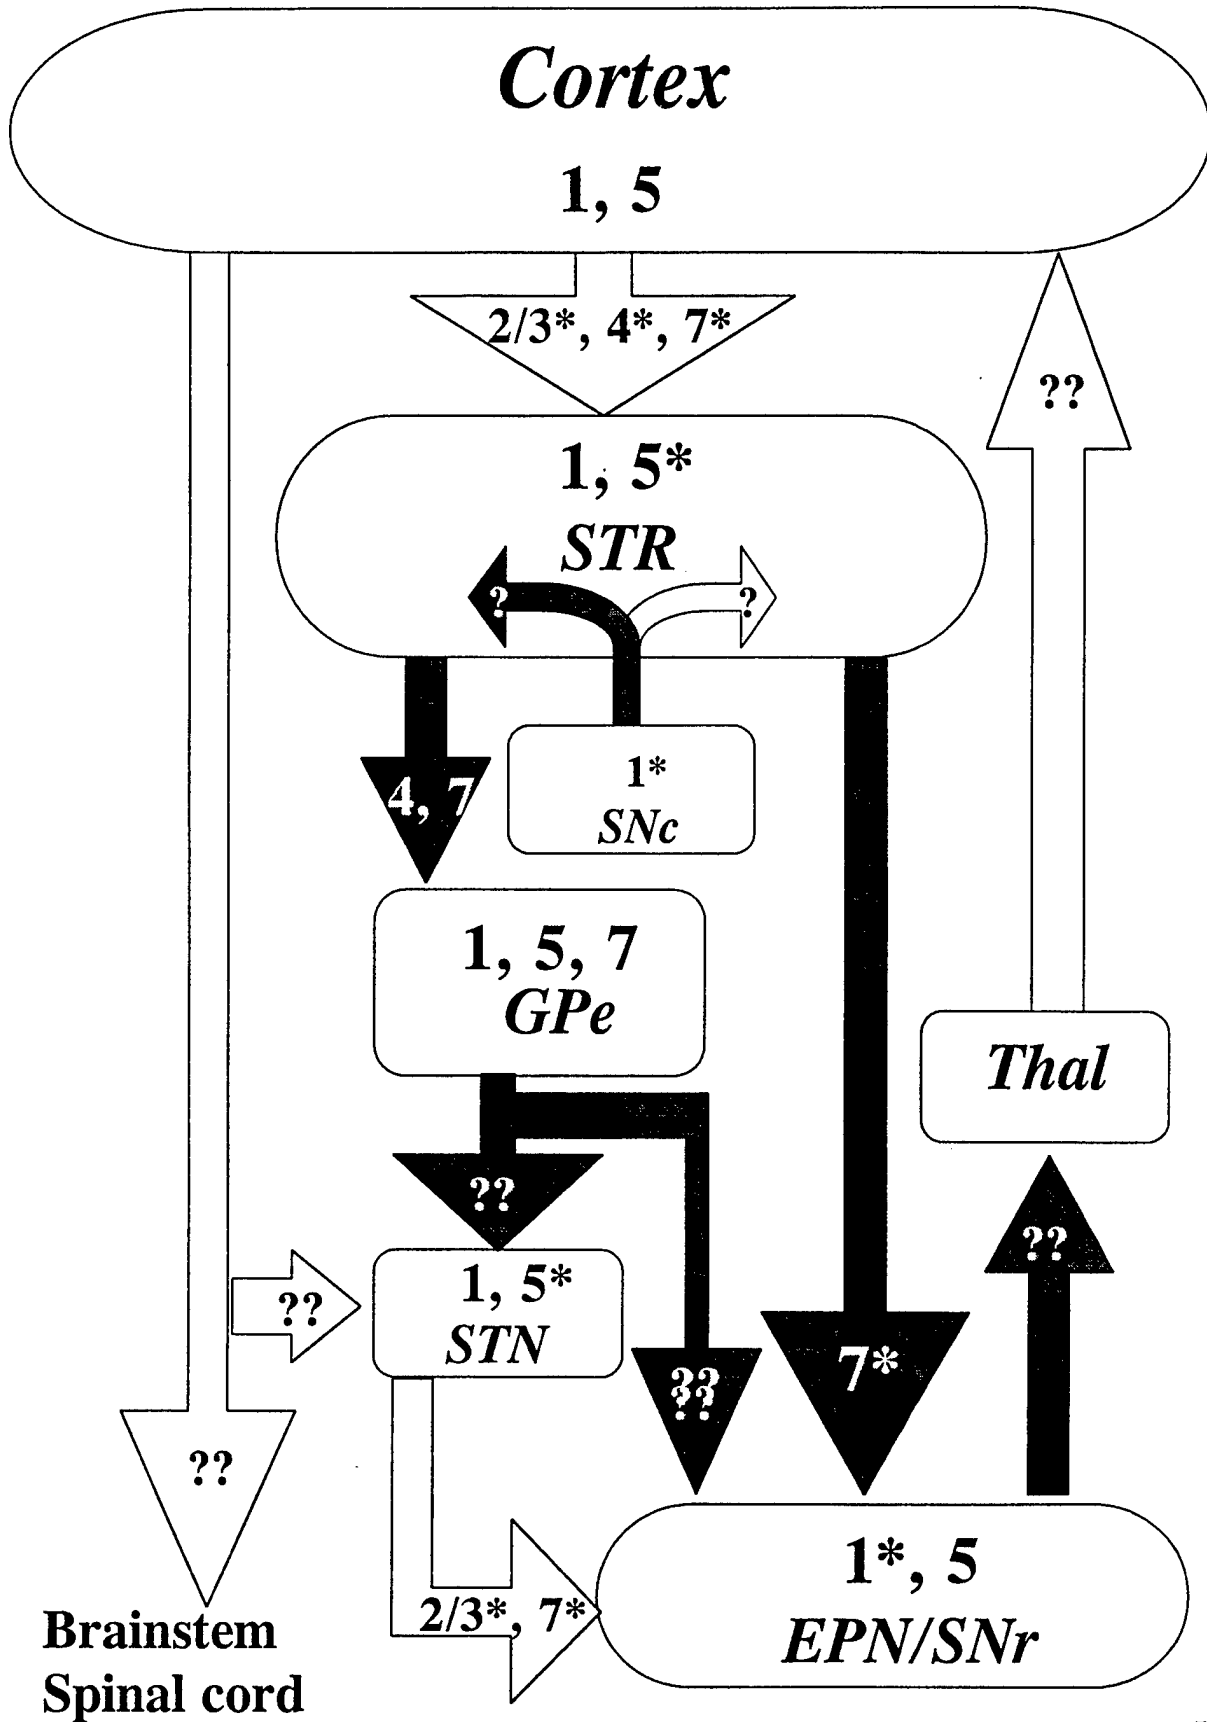 Cortex
1, 5
2/3*, 4*, 7*
??
1, 5*
STR
?
?
1*
SNc
4, 7
1, 5, 7
GPe
Thal
??
??
1, 5*
STN
??
??
??
7*
??
2/3*, 7*
1*, 5
EPN/SNr
Brainstem
Spinal cord